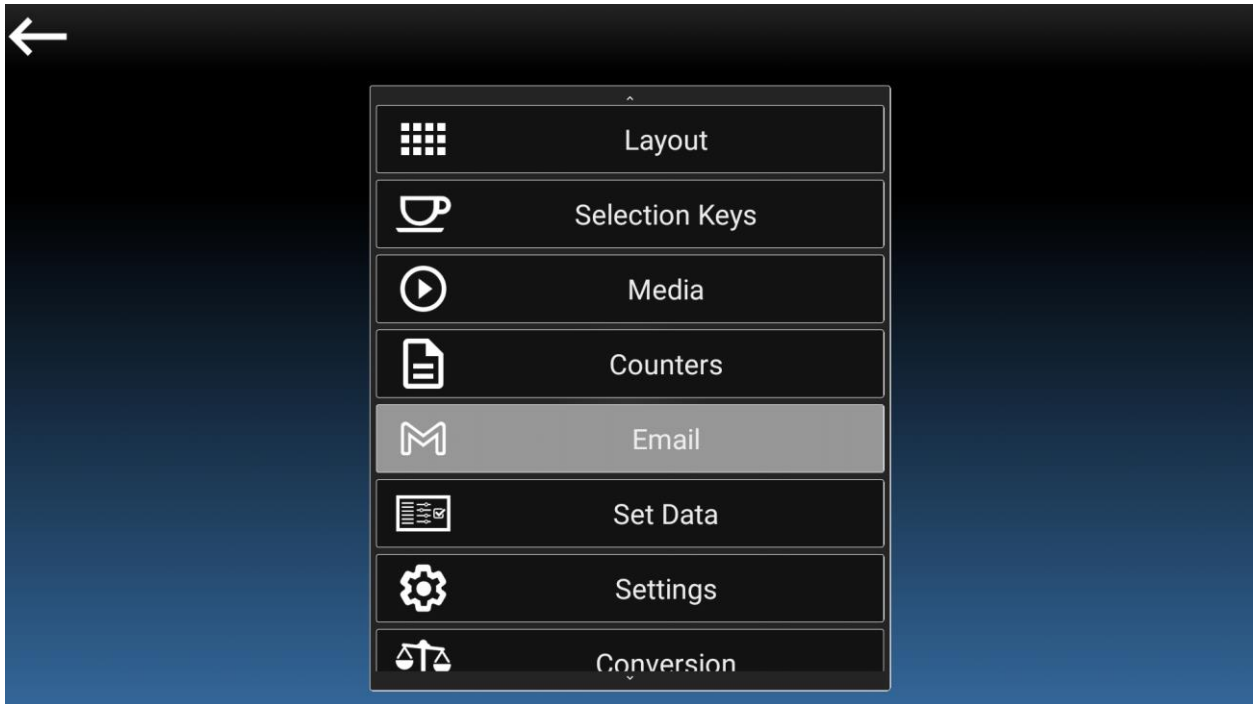 Layout
Selection Keys
Media
Counters
Email
Set Data
Settings
Conversion